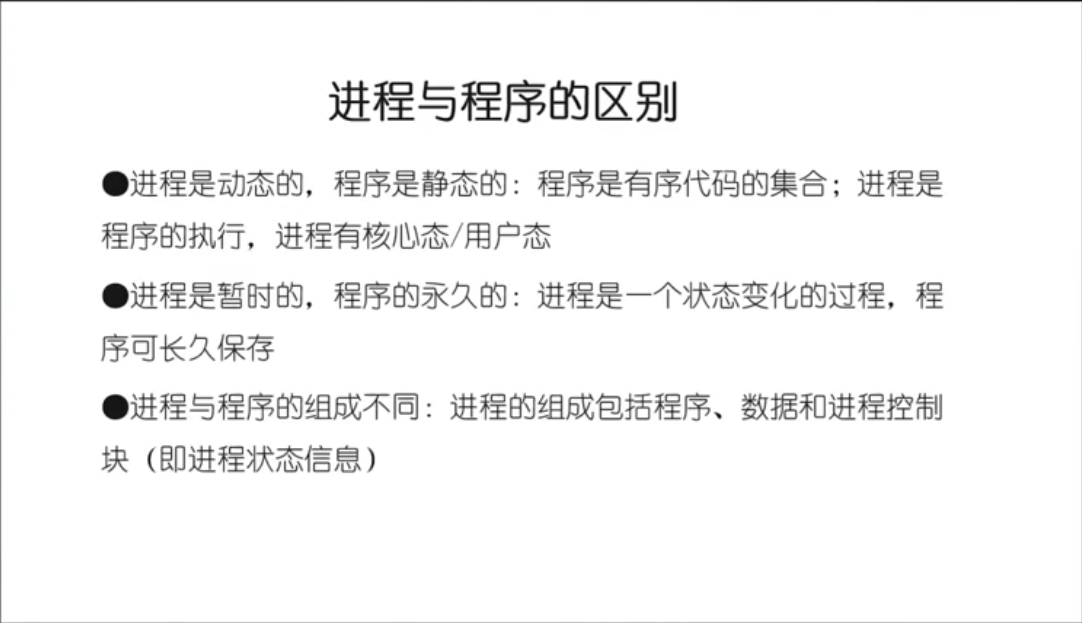 进程与程序的区别
●进程是动态的，程序是静态的：程序是有序代码的集合；进程是
程序的执行，进程有核心态/用户态
●进程是暂时的，程序的永久的：进程是一个状态变化的过程，程
序可长久保存
●进程与程序的组成不同：进程的组成包括程序、数据和进程控制
块（即进程状态信息）